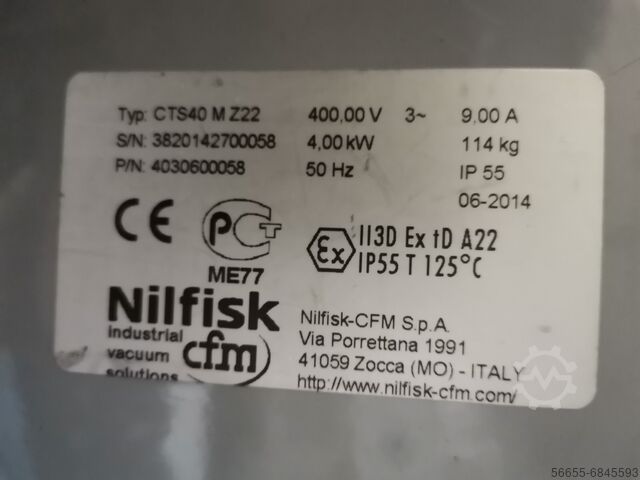 Typ: CTS40 M Z22 400,00 V 3~ 9,00 A
S/N: 3820142700058 4,00 kW 114 kg
P/N: 4030600058 50 Hz IP 55
06-2014
CE PCT Ex II3D Ex tD A22
ME77 IP55 T 125°C
Nilfisk
industrial
vacuum cfm
solutions
Nilfisk-CFM S.p.A.
Via Porrettana 1991
41059 Zocca (MO) - ITALY
http://www.nilfisk-cfm.com/
56655-6845593